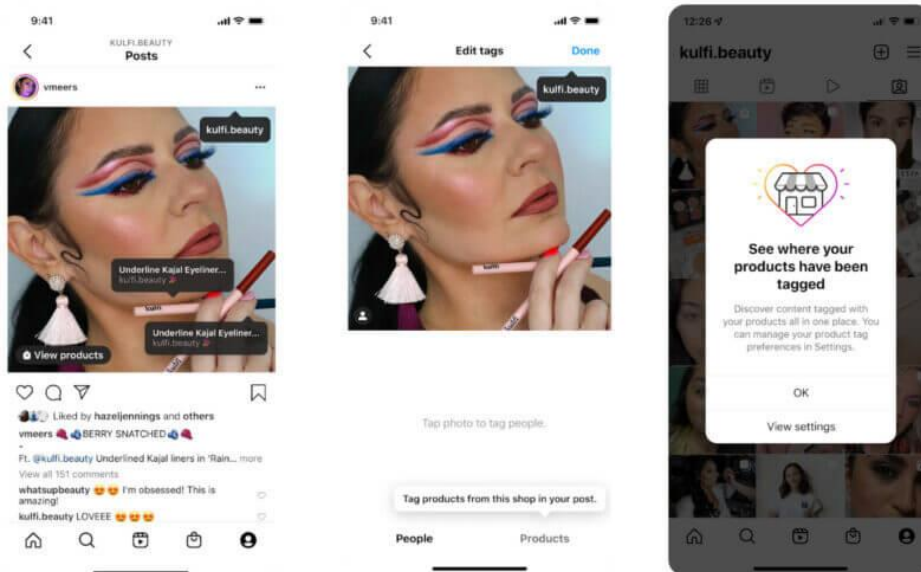 9:41
KULFI.BEAUTY
Posts
vmeers
kulfi.beauty
Underline Kajal Eyeliner...
kulfi.beauty
Underline Kajal Eyeliner...
kulfi.beauty
kulfi
kulfi
View products
Liked by hazeljennings and others
vmeers 🍇💦BERRY SNATCHED💦🍇
-
Ft. @kulfi.beauty Underlined Kajal liners in 'Rain... more
View all 151 comments
whatsupbeauty 😍😍 I'm obsessed! This is
amazing!
kulfi.beauty LOVEEE 😍😍😍
9:41
Edit tags
Done
kulfi.beauty
kulfi
kulfi
Tap photo to tag people.
Tag products from this shop in your post.
People
Products
12:26
kulfi.beauty
See where your
products have been
tagged
Discover content tagged with
your products all in one place. You
can manage your product tag
preferences in Settings.
OK
View settings